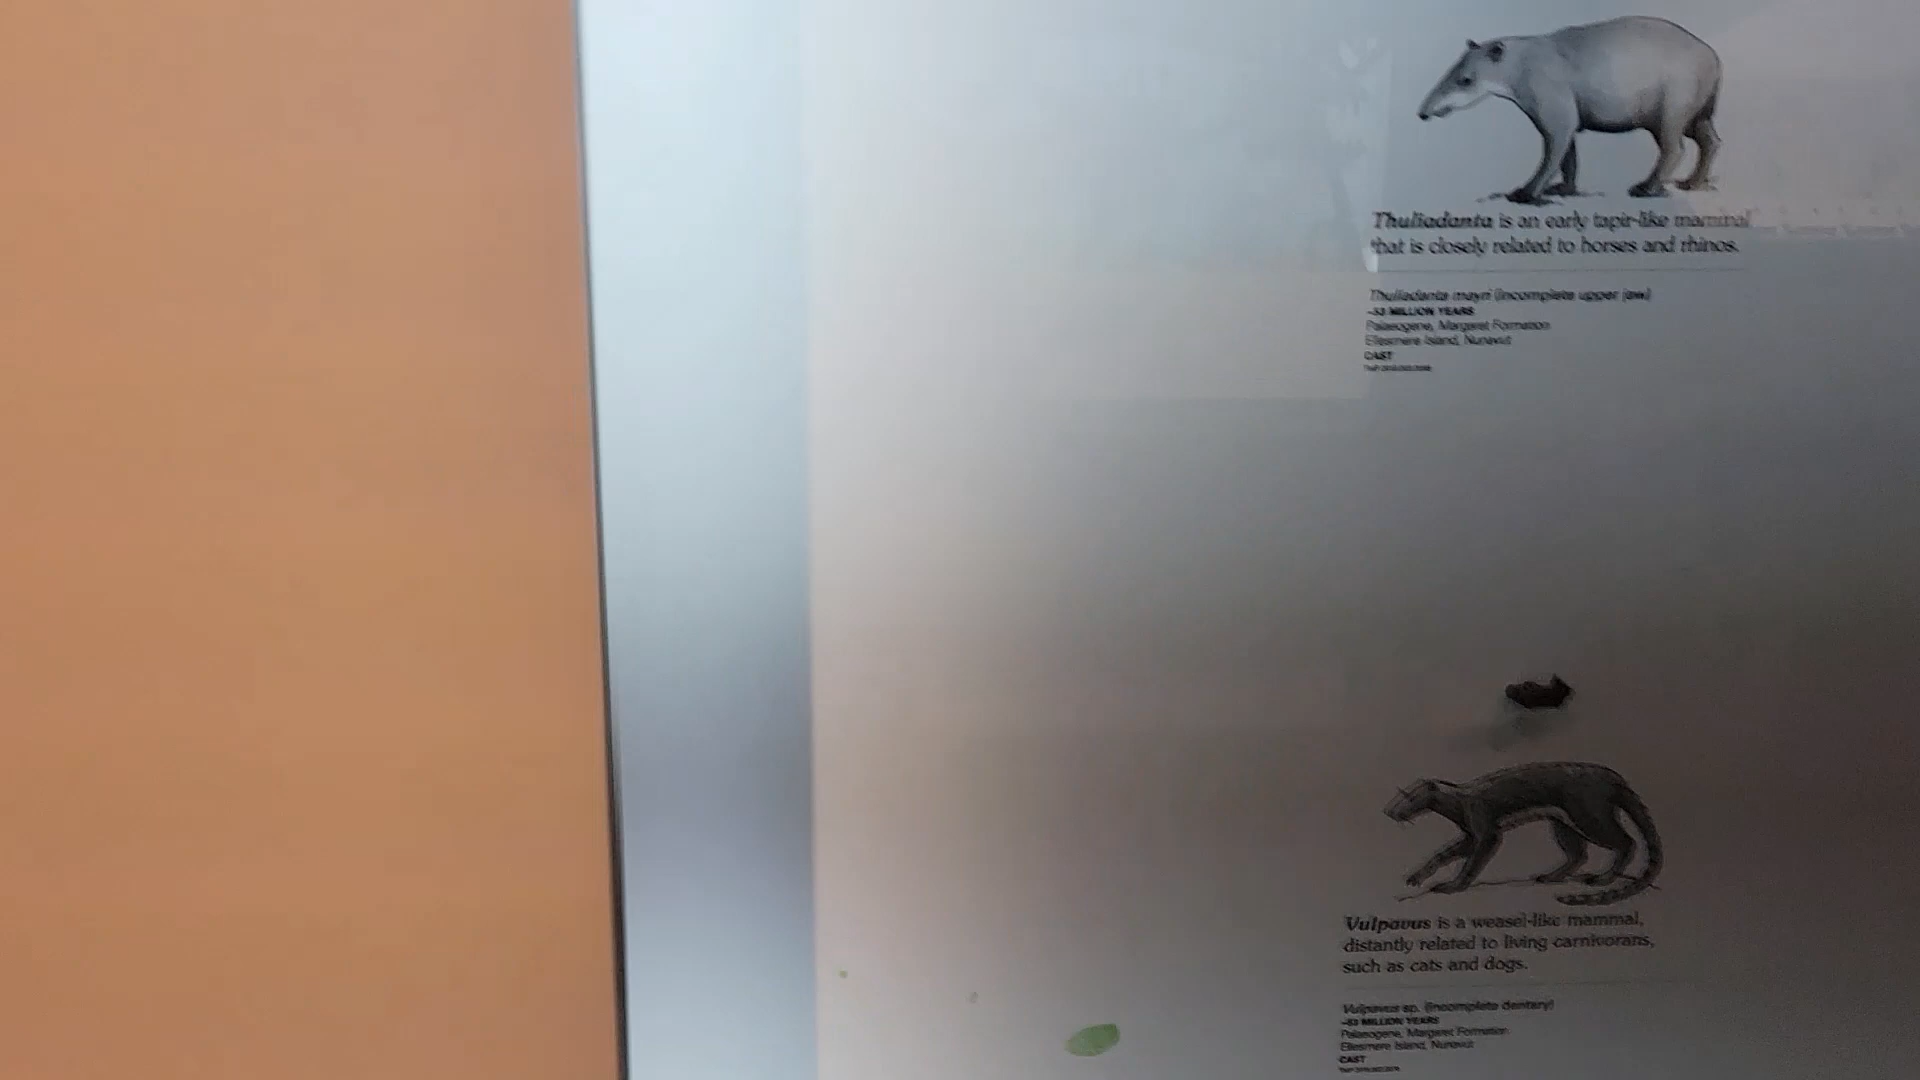 Thuliadanta is an early tapir-like mammal
that is closely related to horses and rhinos.
Thuliadanta mayri (incomplete upper jaw)
~53 MILLION YEARS
Palaeogene, Margaret Formation
Ellesmere Island, Nunavut
CAST
Vulpavus is a weasel-like mammal,
distantly related to living carnivorans,
such as cats and dogs.
Vulpavus sp. (incomplete dentary)
~53 MILLION YEARS
Palaeogene, Margaret Formation
Ellesmere Island, Nunavut
CAST